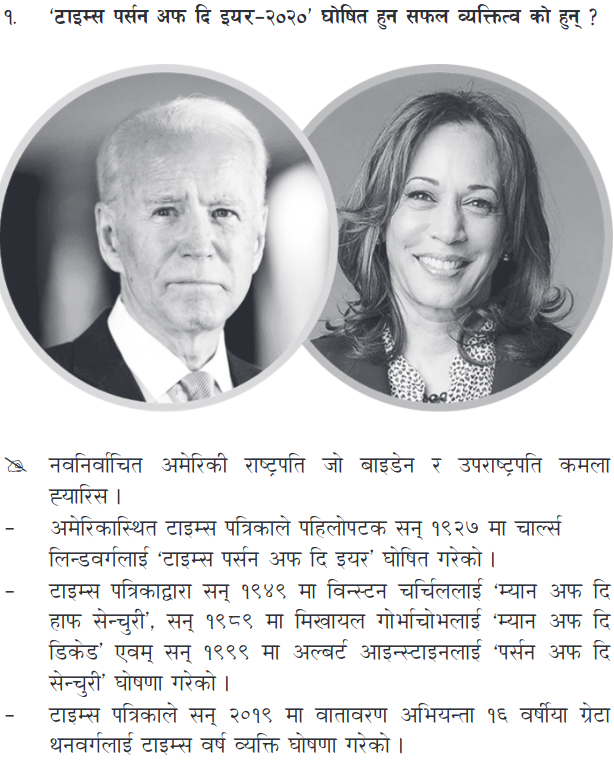 १. ‘टाइम्स पर्सन अफ दि इयर–२०२०’ घोषित हुन सफल व्यक्तित्व को हुन् ?
नवनिर्वाचित अमेरिकी राष्ट्रपति जो बाइडेन र उपराष्ट्रपति कमला
ह्यारिस ।
– अमेरिकास्थित टाइम्स पत्रिकाले पहिलोपटक सन् १९२७ मा चार्ल्स
लिन्डवर्गलाई ‘टाइम्स पर्सन अफ दि इयर’ घोषित गरेको ।
– टाइम्स पत्रिकाद्वारा सन् १९४९ मा विन्स्टन चर्चिललाई ‘म्यान अफ दि
हाफ सेन्चुरी’, सन् १९८९ मा मिखायल गोर्भाचोभलाई ‘म्यान अफ दि
डिकेड’ एवम् सन् १९९९ मा अल्बर्ट आइन्स्टाइनलाई ‘पर्सन अफ दि
सेन्चुरी’ घोषणा गरेको ।
– टाइम्स पत्रिकाले सन् २०१९ मा वातावरण अभियन्ता १६ वर्षीया ग्रेटा
थनवर्गलाई टाइम्स वर्ष व्यक्ति घोषणा गरेको ।